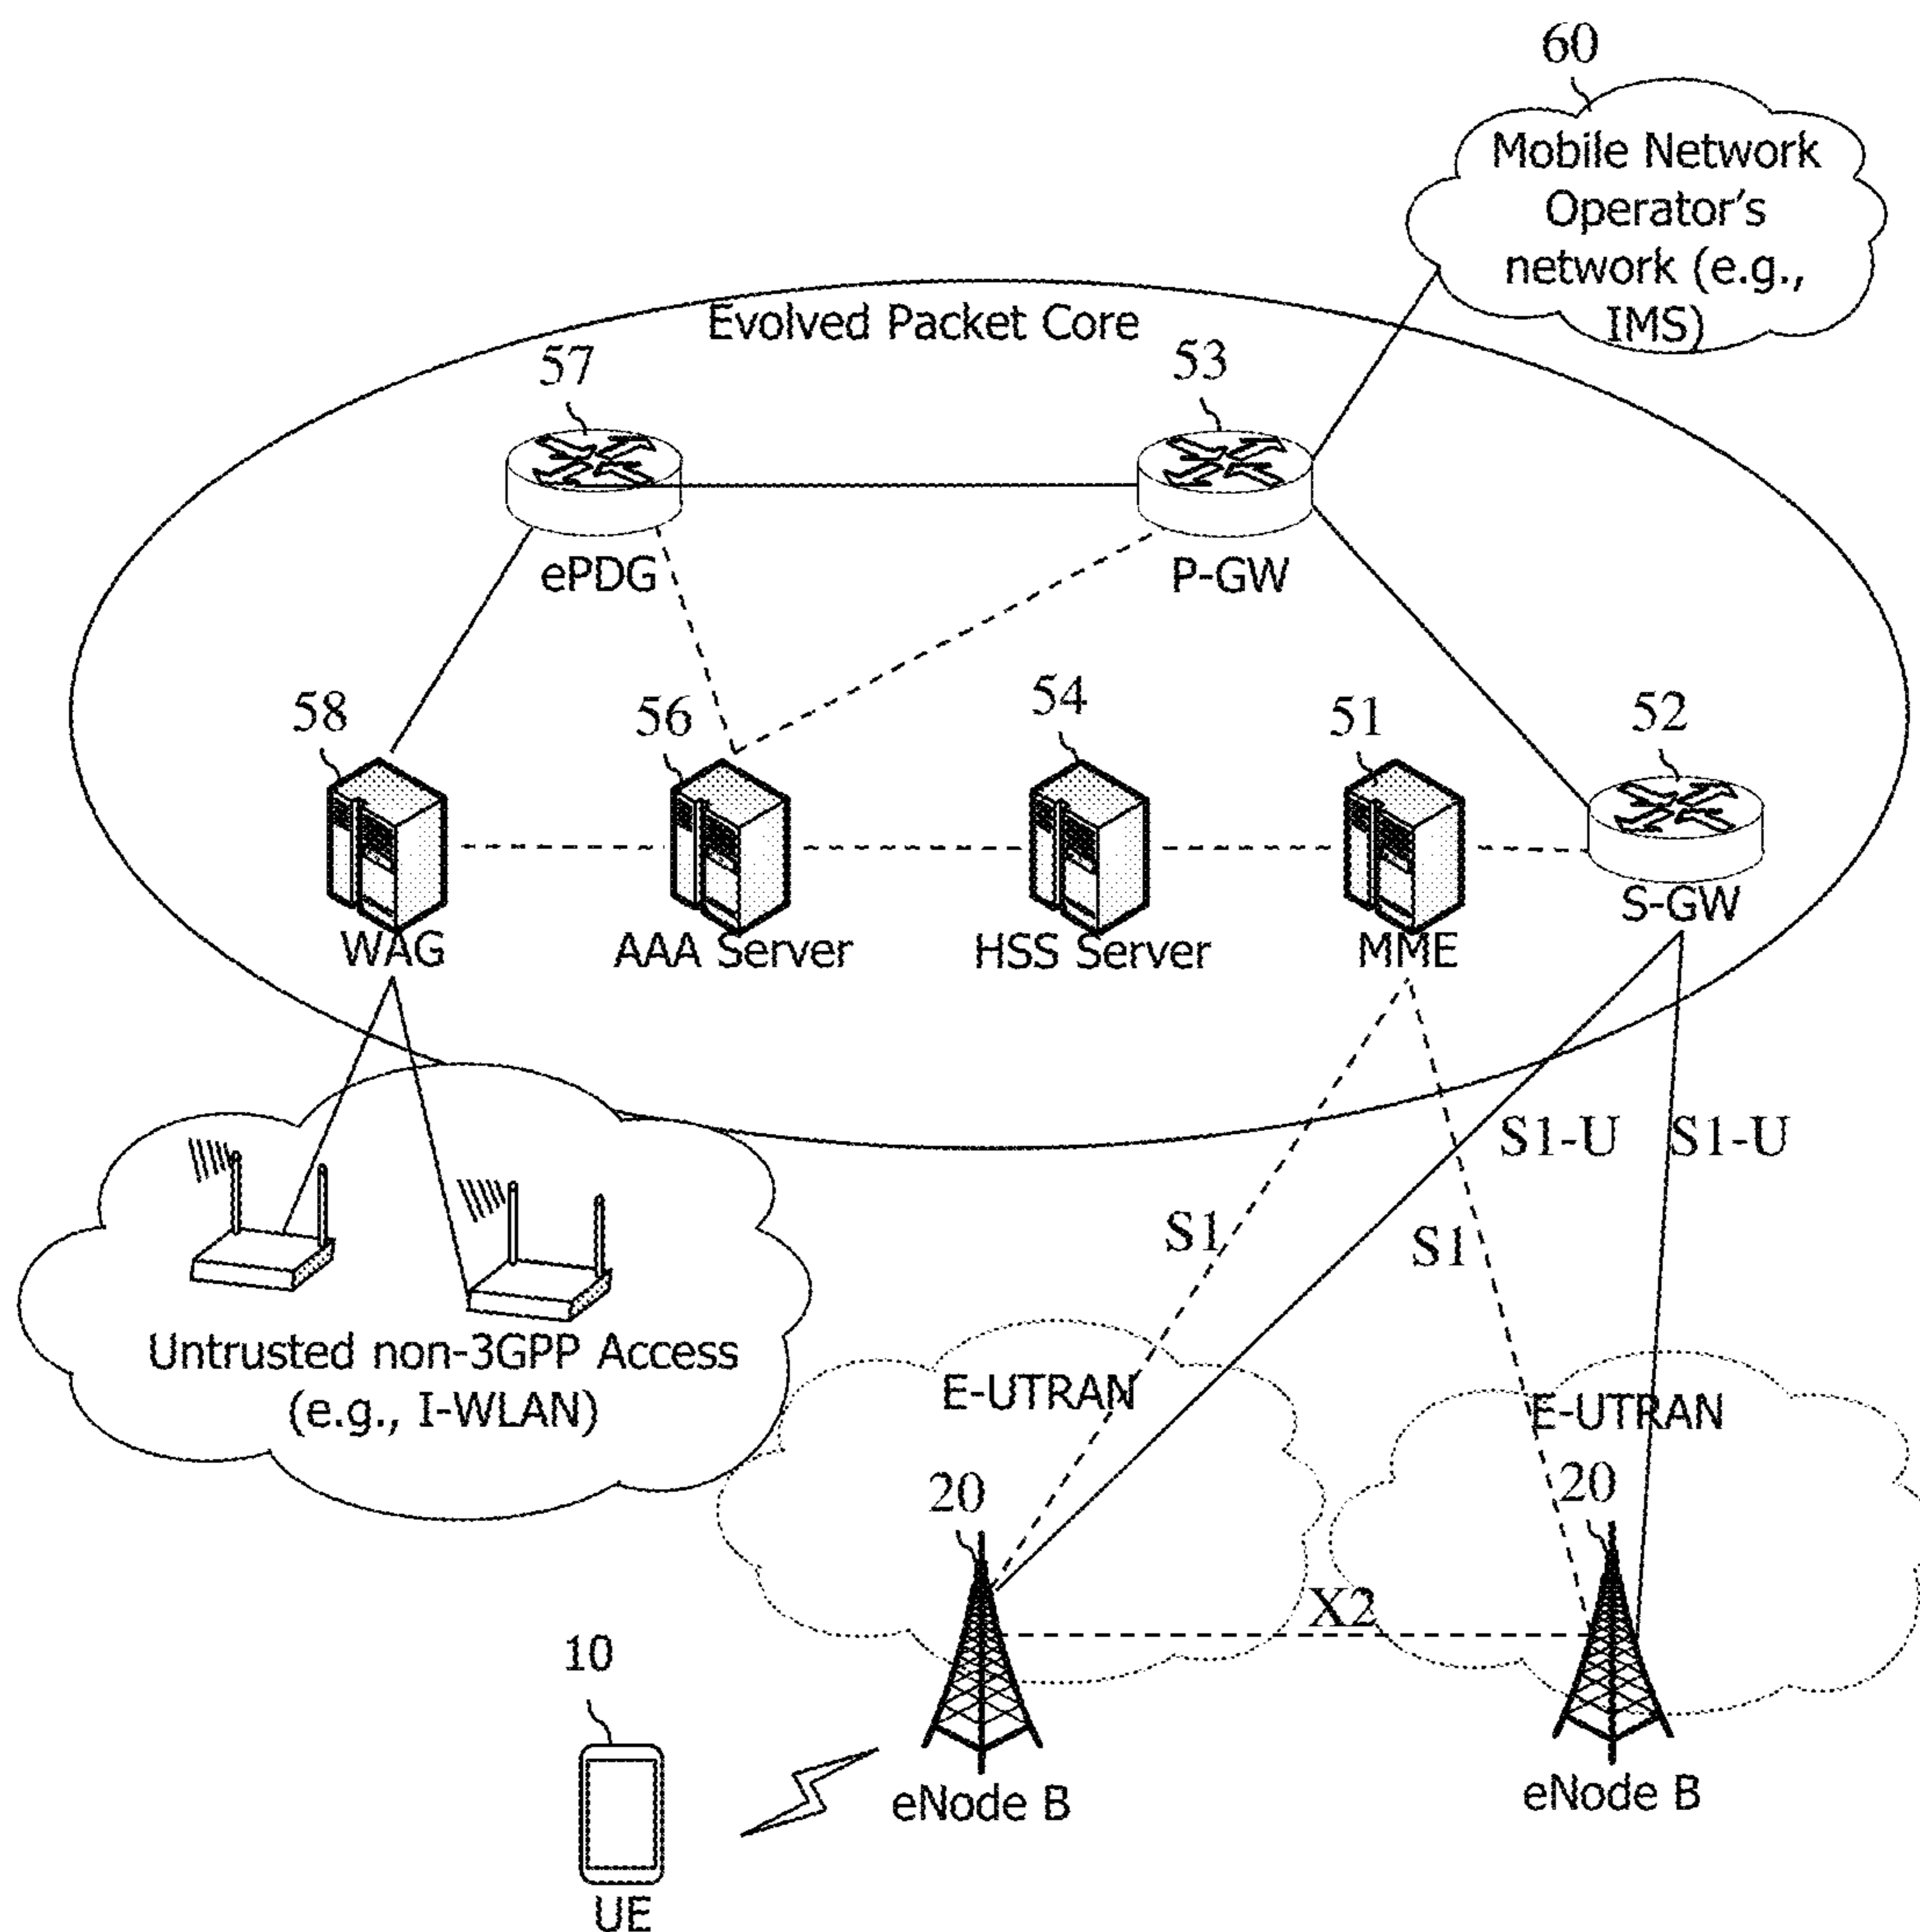 60
Mobile Network
Operator's
network (e.g.,
IMS)
Evolved Packet Core
57
53
ePDG
P-GW
58
56
54
51
52
S-GW
WAG
AAA Server
HSS Server
MME
S1-U
S1-U
S1
S1
Untrusted non-3GPP Access
(e.g., I-WLAN)
E-UTRAN
E-UTRAN
20
20
X2
10
eNode B
eNode B
UE